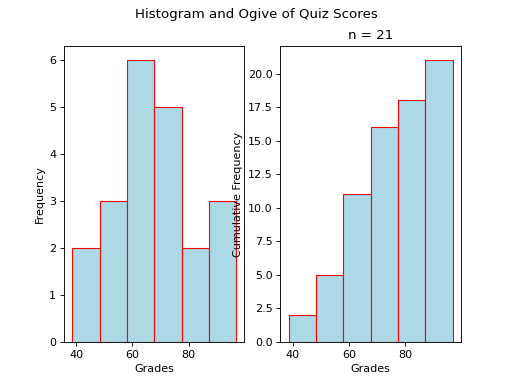 Histogram and Ogive of Quiz Scores
n = 21
6
5
4
3
2
1
0
Frequency
40 60 80
Grades
20.0
17.5
15.0
12.5
10.0
7.5
5.0
2.5
0.0
Cumulative Frequency
40 60 80
Grades